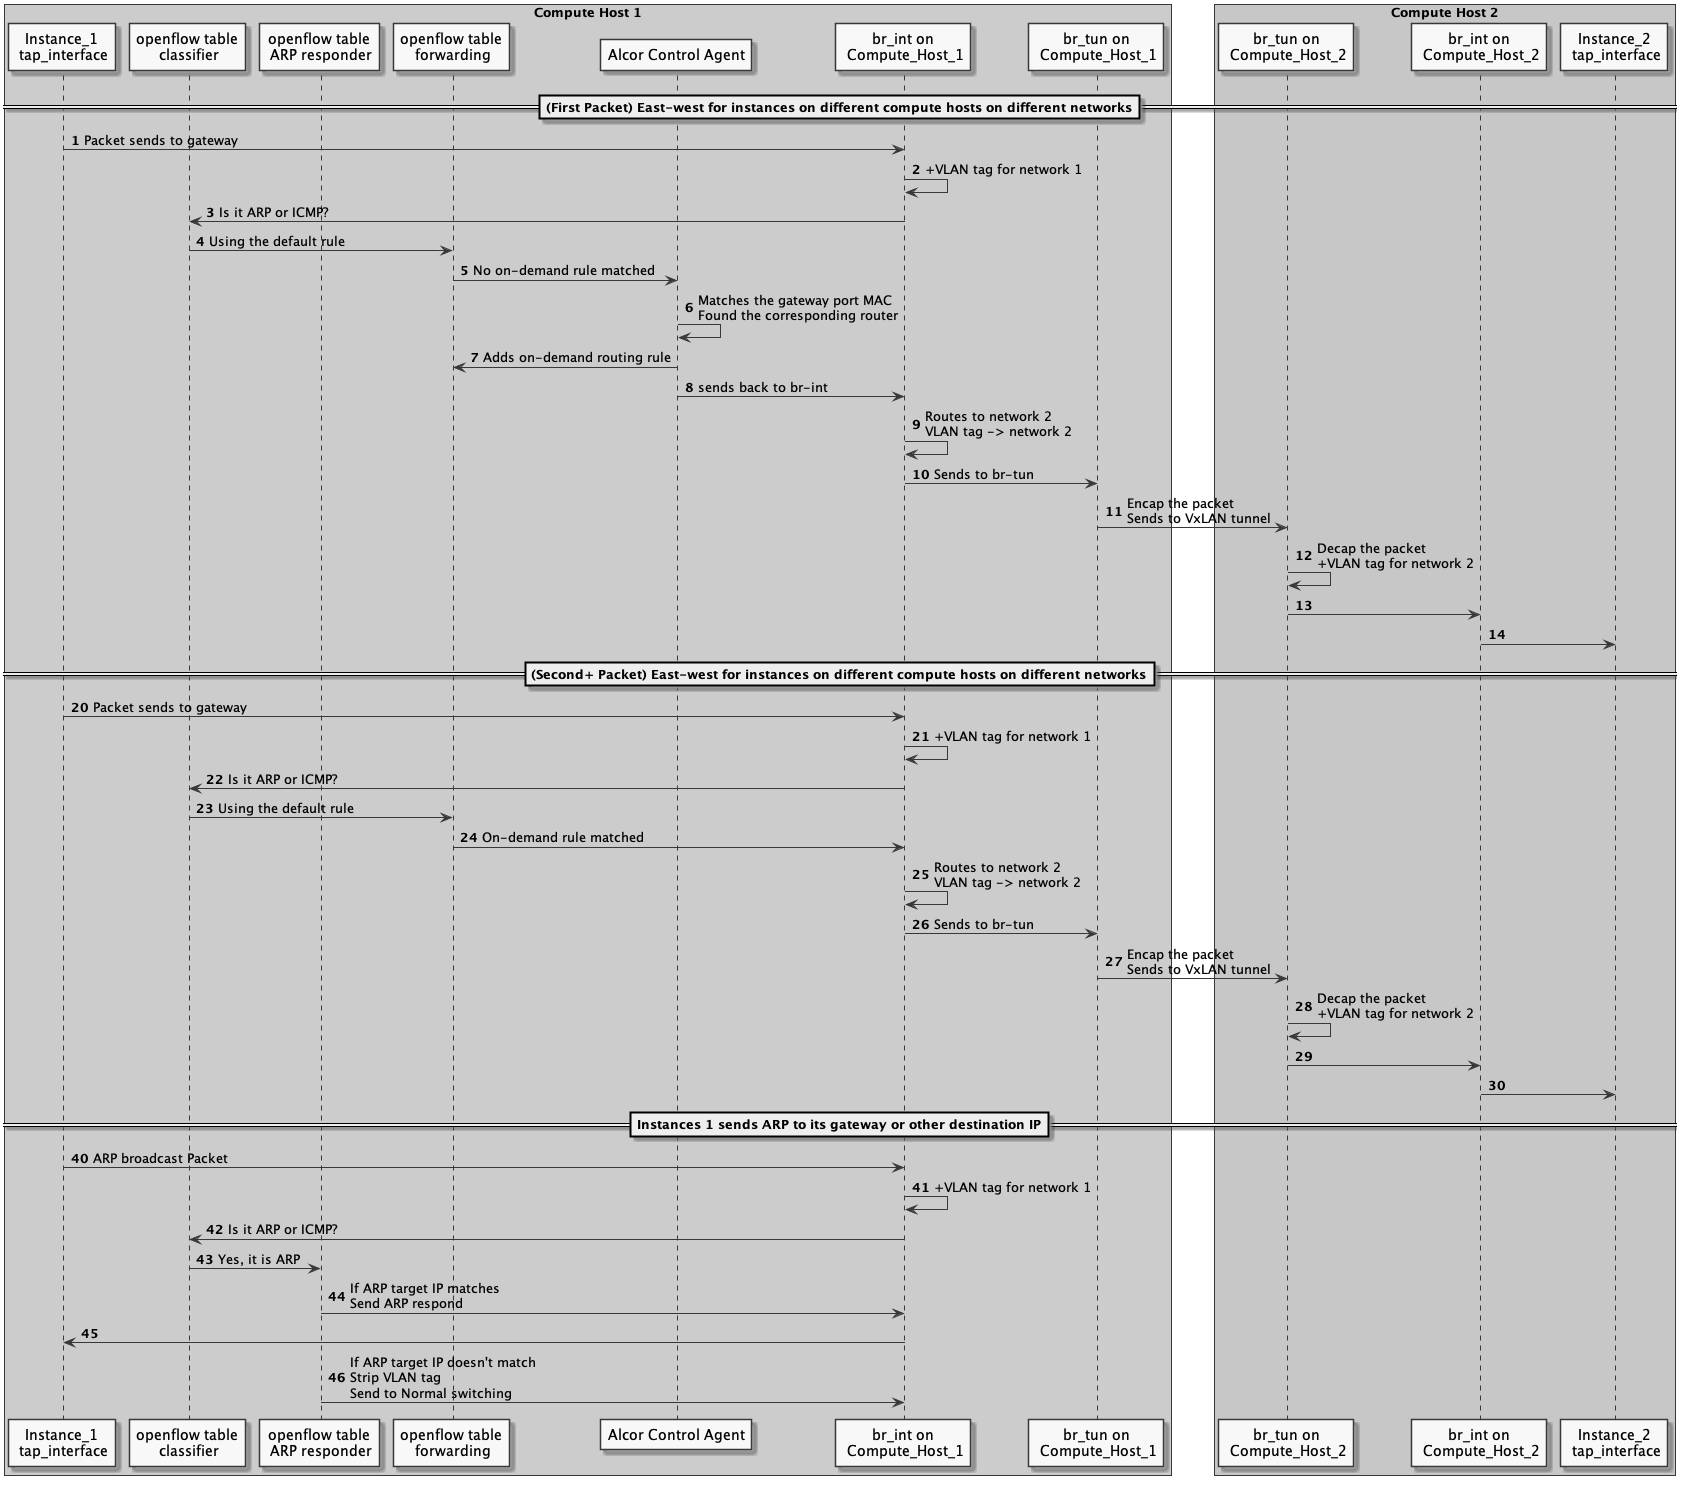 Compute Host 1
Compute Host 2
Instance_1
tap_interface
openflow table
classifier
openflow table
ARP responder
openflow table
forwarding
Alcor Control Agent
br_int on
Compute_Host_1
br_tun on
Compute_Host_1
br_tun on
Compute_Host_2
br_int on
Compute_Host_2
Instance_2
tap_interface
(First Packet) East-west for instances on different compute hosts on different networks
1 Packet sends to gateway
2 +VLAN tag for network 1
3 Is it ARP or ICMP?
4 Using the default rule
5 No on-demand rule matched
6 Matches the gateway port MAC
Found the corresponding router
7 Adds on-demand routing rule
8 sends back to br-int
9 Routes to network 2
VLAN tag -> network 2
10 Sends to br-tun
11 Encap the packet
Sends to VxLAN tunnel
12 Decap the packet
+VLAN tag for network 2
13
14
(Second+ Packet) East-west for instances on different compute hosts on different networks
20 Packet sends to gateway
21 +VLAN tag for network 1
22 Is it ARP or ICMP?
23 Using the default rule
24 On-demand rule matched
25 Routes to network 2
VLAN tag -> network 2
26 Sends to br-tun
27 Encap the packet
Sends to VxLAN tunnel
28 Decap the packet
+VLAN tag for network 2
29
30
Instances 1 sends ARP to its gateway or other destination IP
40 ARP broadcast Packet
41 +VLAN tag for network 1
42 Is it ARP or ICMP?
43 Yes, it is ARP
44 If ARP target IP matches
Send ARP respond
45
If ARP target IP doesn't match
46 Strip VLAN tag
Send to Normal switching
Instance_1
tap_interface
openflow table
classifier
openflow table
ARP responder
openflow table
forwarding
Alcor Control Agent
br_int on
Compute_Host_1
br_tun on
Compute_Host_1
br_tun on
Compute_Host_2
br_int on
Compute_Host_2
Instance_2
tap_interface